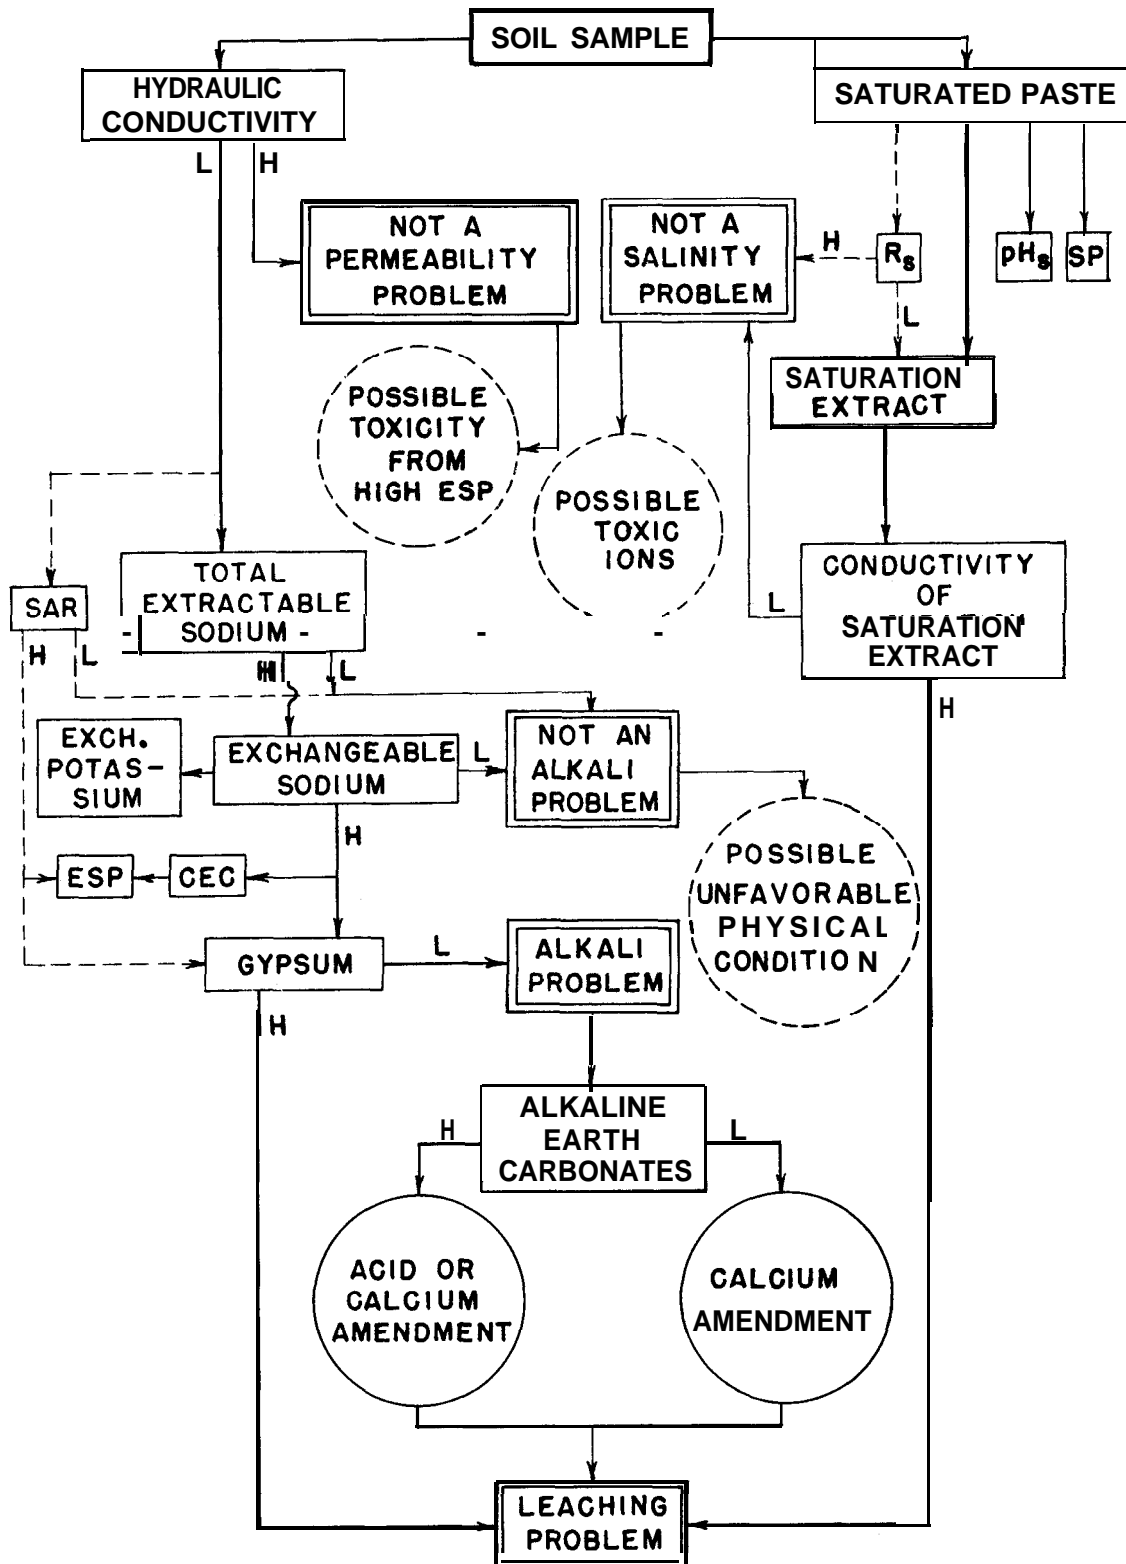 SOIL SAMPLE
HYDRAULIC
CONDUCTIVITY
SATURATED PASTE
L
H
NOT A
PERMEABILITY
PROBLEM
NOT A
SALINITY
PROBLEM
H
Rs
pHs
SP
L
SATURATION
EXTRACT
POSSIBLE
TOXICITY
FROM
HIGH ESP
POSSIBLE
TOXIC
IONS
CONDUCTIVITY
OF
SATURATION
EXTRACT
L
H
TOTAL
EXTRACTABLE
SODIUM
SAR
H
L
H
L
EXCH.
POTAS-
SIUM
EXCHANGEABLE
SODIUM
L
NOT AN
ALKALI
PROBLEM
H
POSSIBLE
UNFAVORABLE
PHYSICAL
CONDITION
ESP
CEC
GYPSUM
L
ALKALI
PROBLEM
H
ALKALINE
EARTH
CARBONATES
H
L
ACID OR
CALCIUM
AMENDMENT
CALCIUM
AMENDMENT
LEACHING
PROBLEM